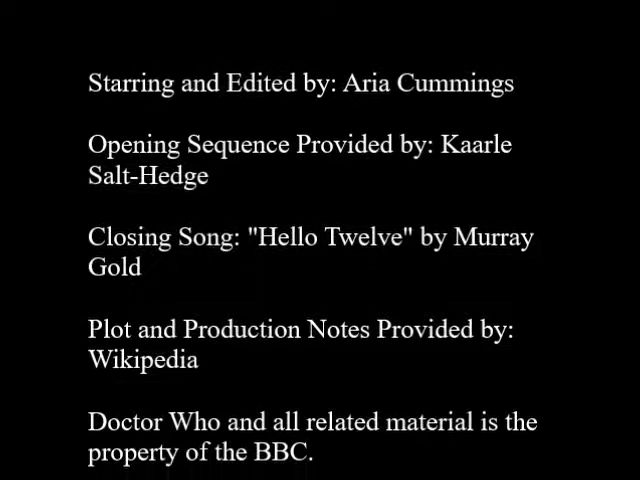 Starring and Edited by: Aria Cummings
Opening Sequence Provided by: Kaarle
Salt-Hedge
Closing Song: "Hello Twelve" by Murray
Gold
Plot and Production Notes Provided by:
Wikipedia
Doctor Who and all related material is the
property of the BBC.